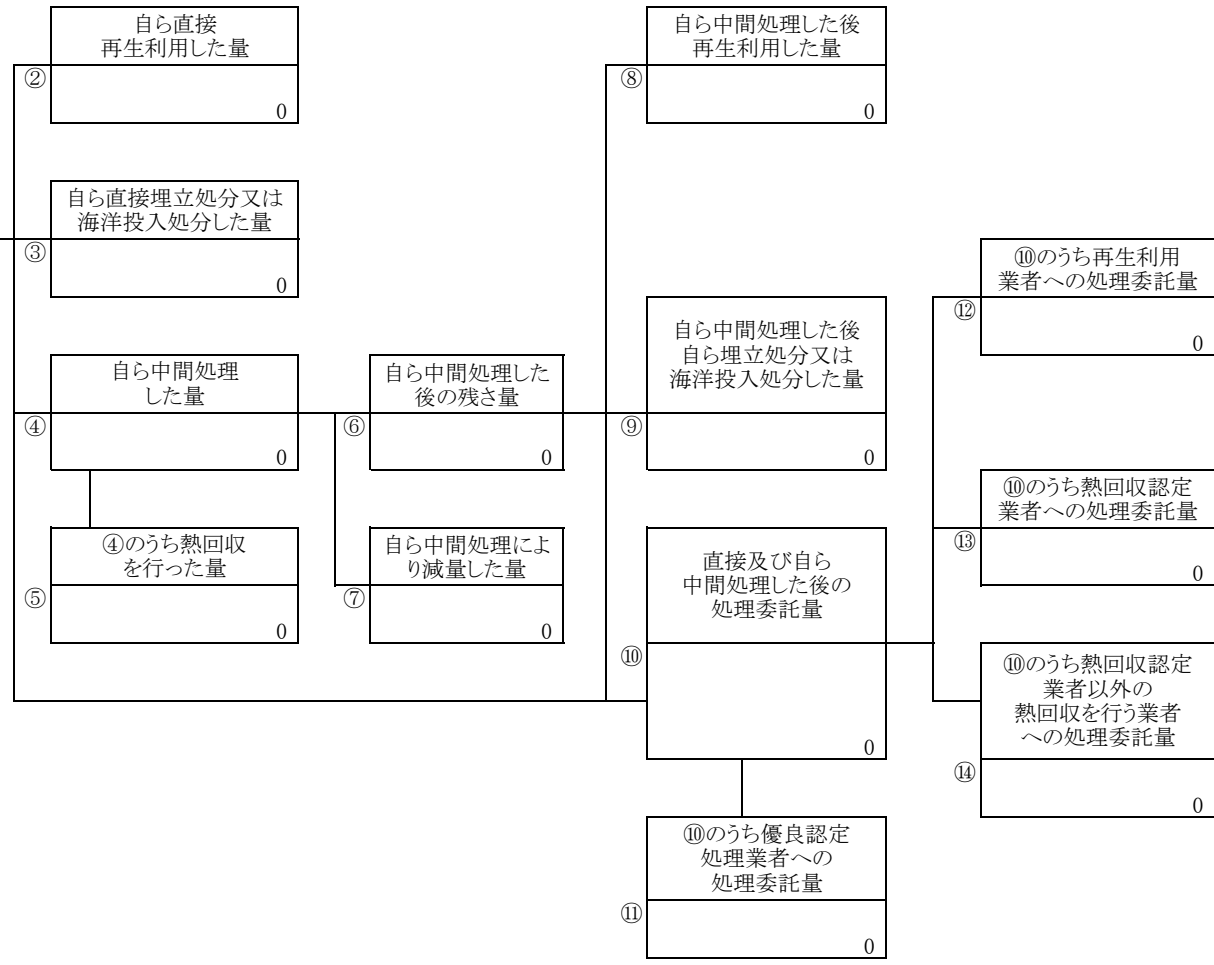 自ら直接
再生利用した量
②
0
自ら直接埋立処分又は
海洋投入処分した量
③
0
自ら中間処理
した量
④
0
④のうち熱回収
を行った量
⑤
0
自ら中間処理した
後の残さ量
⑥
0
自ら中間処理によ
り減量した量
⑦
0
自ら中間処理した後
再生利用した量
⑧
0
自ら中間処理した後
自ら埋立処分又は
海洋投入処分した量
⑨
0
直接及び自ら
中間処理した後の
処理委託量
⑩
0
⑩のうち優良認定
処理業者への
処理委託量
⑪
0
⑩のうち再生利用
業者への処理委託量
⑫
0
⑩のうち熱回収認定
業者への処理委託量
⑬
0
⑩のうち熱回収認定
業者以外の
熱回収を行う業者
への処理委託量
⑭
0